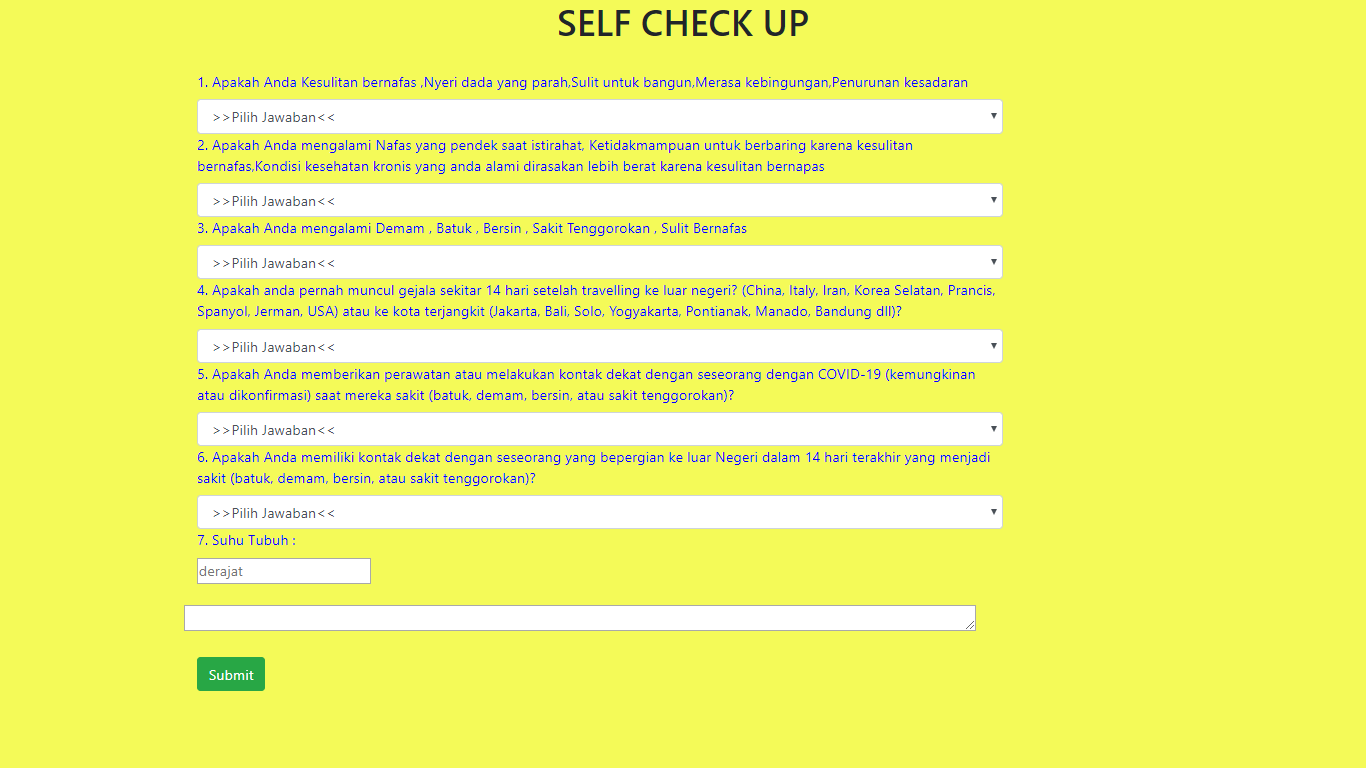 SELF CHECK UP
1. Apakah Anda Kesulitan bernafas ,Nyeri dada yang parah,Sulit untuk bangun,Merasa kebingungan,Penurunan kesadaran
>>Pilih Jawaban<<
2. Apakah Anda mengalami Nafas yang pendek saat istirahat, Ketidakmampuan untuk berbaring karena kesulitan
bernafas,Kondisi kesehatan kronis yang anda alami dirasakan lebih berat karena kesulitan bernapas
>>Pilih Jawaban<<
3. Apakah Anda mengalami Demam , Batuk , Bersin , Sakit Tenggorokan , Sulit Bernafas
>>Pilih Jawaban<<
4. Apakah anda pernah muncul gejala sekitar 14 hari setelah travelling ke luar negeri? (China, Italy, Iran, Korea Selatan, Prancis,
Spanyol, Jerman, USA) atau ke kota terjangkit (Jakarta, Bali, Solo, Yogyakarta, Pontianak, Manado, Bandung dll)?
>>Pilih Jawaban<<
5. Apakah Anda memberikan perawatan atau melakukan kontak dekat dengan seseorang dengan COVID-19 (kemungkinan
atau dikonfirmasi) saat mereka sakit (batuk, demam, bersin, atau sakit tenggorokan)?
>>Pilih Jawaban<<
6. Apakah Anda memiliki kontak dekat dengan seseorang yang bepergian ke luar Negeri dalam 14 hari terakhir yang menjadi
sakit (batuk, demam, bersin, atau sakit tenggorokan)?
>>Pilih Jawaban<<
7. Suhu Tubuh :
derajat
Submit